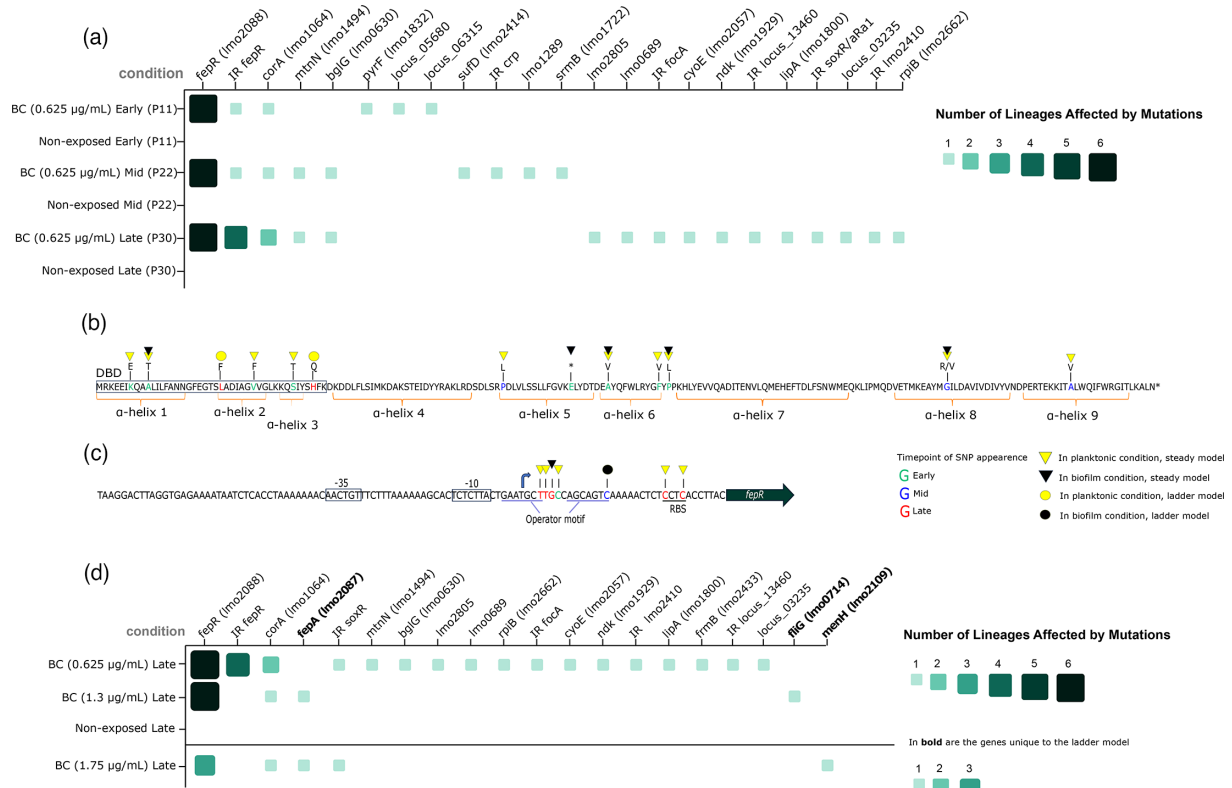 (a)
condition
fepR (lmo2088)
IR fepR
corA (lmo1064)
mtnN (lmo1494)
bglG (lmo0630)
pyrF (lmo1832)
locus_05680
locus_06315
sufD (lmo2414)
IR crp
lmo1289
srmB (lmo1722)
lmo2805
lmo0689
IR focA
cyoE (lmo2057)
ndk (lmo1929)
IR locus_13460
lipA (lmo1800)
IR soxR/aRa1
locus_03235
IR lmo2410
rplB (lmo2662)
BC (0.625 µg/mL) Early (P11)
Non-exposed Early (P11)
BC (0.625 µg/mL) Mid (P22)
Non-exposed Mid (P22)
BC (0.625 µg/mL) Late (P30)
Non-exposed Late (P30)
Number of Lineages Affected by Mutations
1 2 3 4 5 6
(b)
DBD
E T F F T Q L * V V L R/V V
MRKEEIKQAALILFANNGFEGTSLADIAGVVGLKKQSIYSHFKDKDDLFLSIMKDAKSTEIDYYRAKLRDSDLSRPDLVLSSLLFGVKELYDTDEAYQFWLRYGFYPPKHLYEVVQADITENVLQMEHEFTDLFSNWMEQKLIPMQDVETMKEAYMGILDAVIVDIVYVNDPERTEKKITALWQIFWRGITLKALN*
α-helix 1
α-helix 2
α-helix 3
α-helix 4
α-helix 5
α-helix 6
α-helix 7
α-helix 8
α-helix 9
(c)
-35
-10
TAAGGACTTAGGTGAGAAAATAATCTCACCTAAAAAAACAACTGTTTCTTTAAAAAAGCACTCTCTTACTGAATGCTTGCCAGCAGTCAAAAACTCTCCTCCACCTTAC
fepR
Operator motif
RBS
Timepoint of SNP appearence
G Early
G Mid
G Late
In planktonic condition, steady model
In biofilm condition, steady model
In planktonic condition, ladder model
In biofilm condition, ladder model
(d)
condition
fepR (lmo2088)
IR fepR
corA (lmo1064)
fepA (lmo2087)
IR soxR
mtnN (lmo1494)
bglG (lmo0630)
lmo2805
lmo0689
rplB (lmo2662)
IR focA
cyoE (lmo2057)
ndk (lmo1929)
IR lmo2410
lipA (lmo1800)
frmB (lmo2433)
IR locus_13460
locus_03235
fliG (lmo0714)
menH (lmo2109)
BC (0.625 µg/mL) Late
BC (1.3 µg/mL) Late
Non-exposed Late
BC (1.75 µg/mL) Late
Number of Lineages Affected by Mutations
1 2 3 4 5 6
In bold are the genes unique to the ladder model
1 2 3